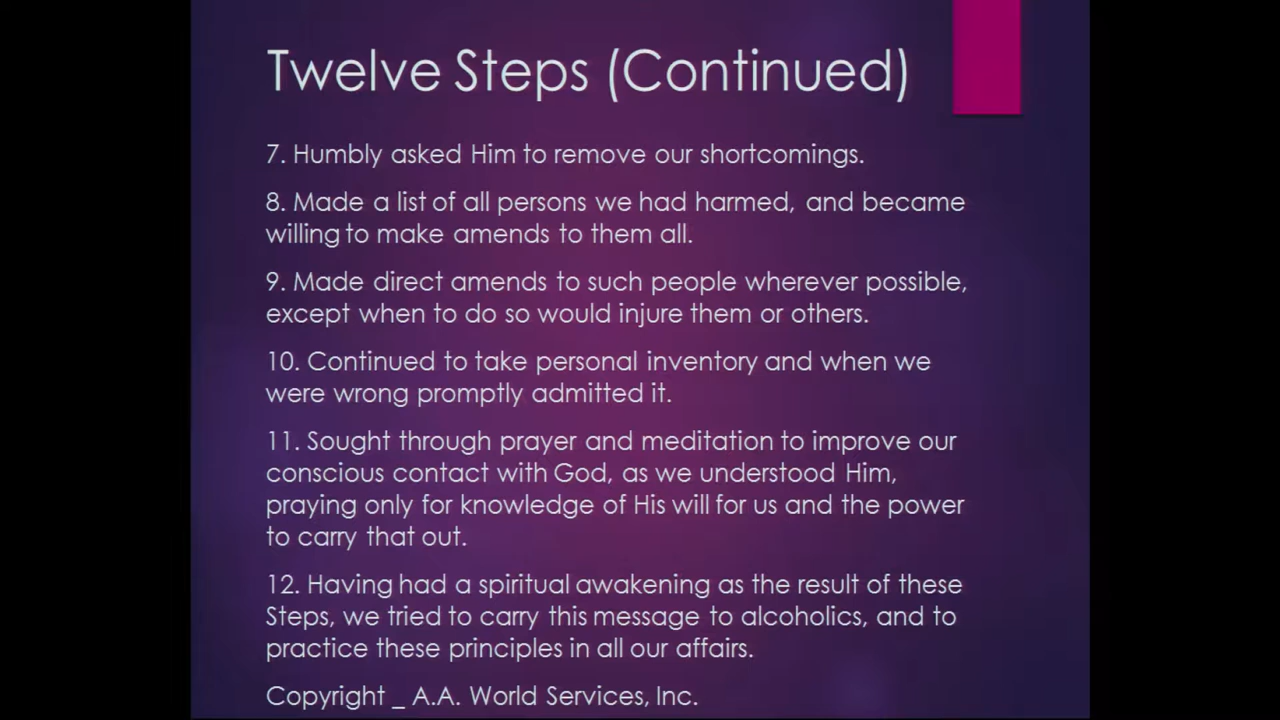 Twelve Steps (Continued)
7. Humbly asked Him to remove our shortcomings.
8. Made a list of all persons we had harmed, and became
willing to make amends to them all.
9. Made direct amends to such people wherever possible,
except when to do so would injure them or others.
10. Continued to take personal inventory and when we
were wrong promptly admitted it.
11. Sought through prayer and meditation to improve our
conscious contact with God, as we understood Him,
praying only for knowledge of His will for us and the power
to carry that out.
12. Having had a spiritual awakening as the result of these
Steps, we tried to carry this message to alcoholics, and to
practice these principles in all our affairs.
Copyright _ A.A. World Services, Inc.